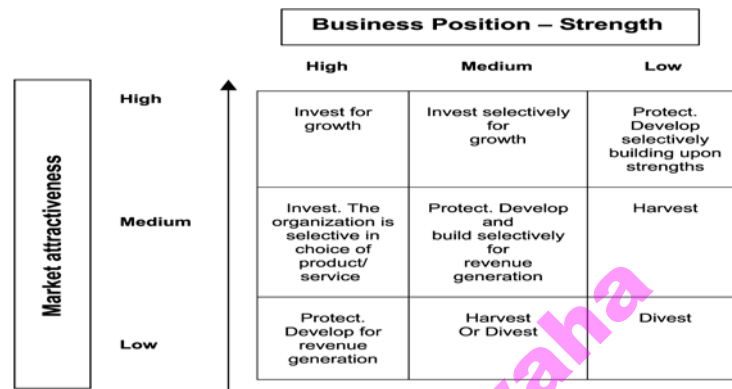 Business Position – Strength
High Medium Low
Market attractiveness
High
Invest for
growth
Invest selectively
for
growth
Protect.
Develop
selectively
building upon
strengths
Medium
Invest. The
organization is
selective in
choice of
product/
service
Protect. Develop
and
build selectively
for
revenue
generation
Harvest
Low
Protect.
Develop for
revenue
generation
Harvest
Or Divest
Divest